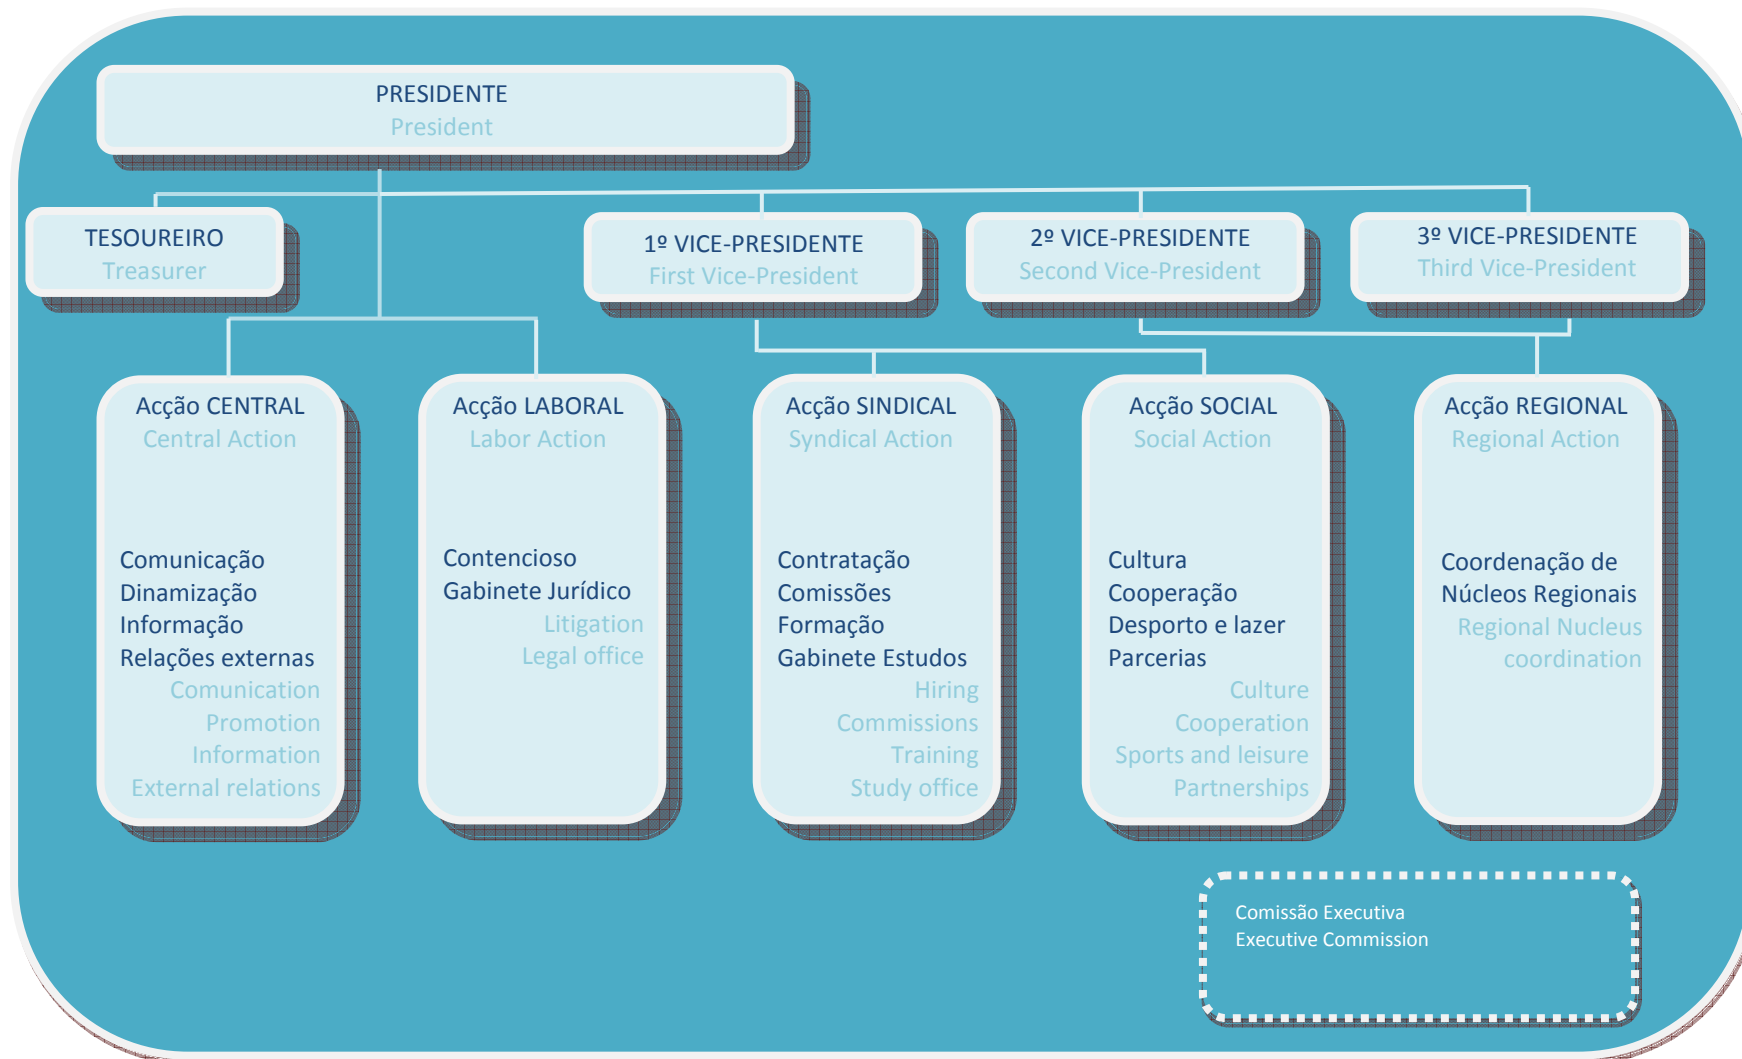 PRESIDENTE
President
TESOUREIRO
Treasurer
1º VICE-PRESIDENTE
First Vice-President
2º VICE-PRESIDENTE
Second Vice-President
3º VICE-PRESIDENTE
Third Vice-President
Acção CENTRAL
Central Action
Comunicação
Dinamização
Informação
Relações externas
Comunication
Promotion
Information
External relations
Acção LABORAL
Labor Action
Contencioso
Gabinete Jurídico
Litigation
Legal office
Acção SINDICAL
Syndical Action
Contratação
Comissões
Formação
Gabinete Estudos
Hiring
Commissions
Training
Study office
Acção SOCIAL
Social Action
Cultura
Cooperação
Desporto e lazer
Parcerias
Culture
Cooperation
Sports and leisure
Partnerships
Acção REGIONAL
Regional Action
Coordenação de
Núcleos Regionais
Regional Nucleus
coordination
Comissão Executiva
Executive Commission